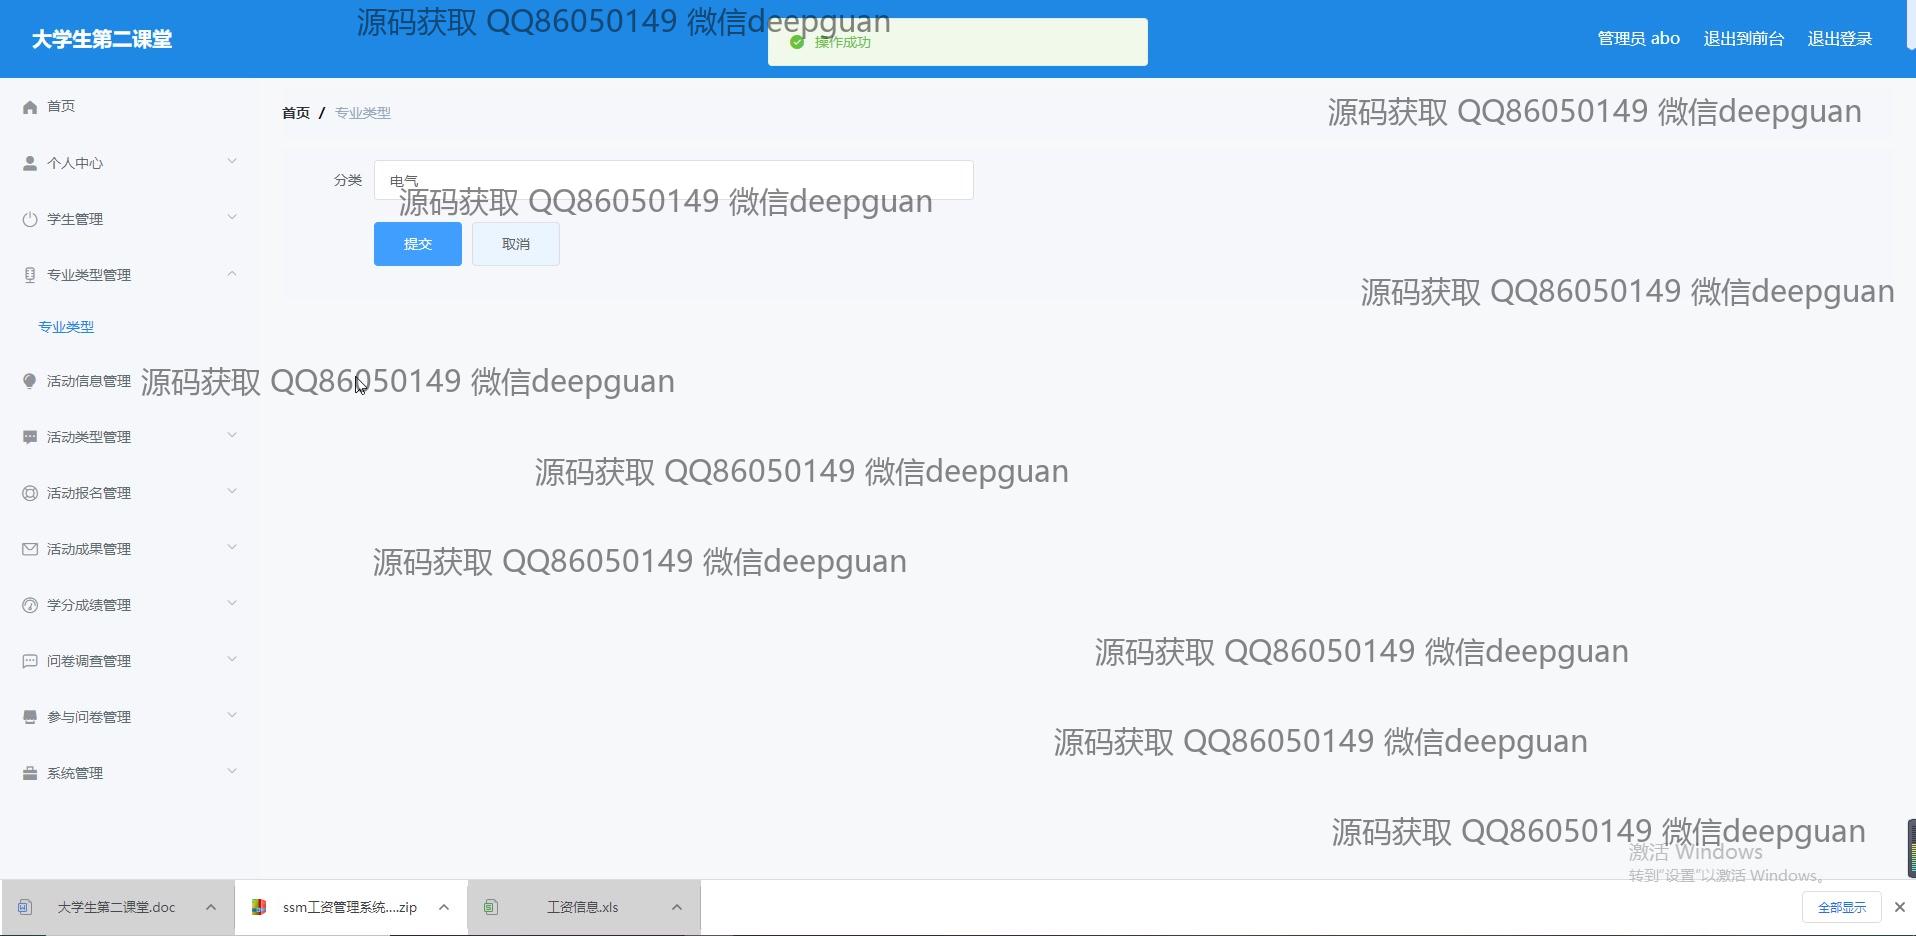 大学生第二课堂
源码获取 QQ86050149 微信deepguan
操作成功
管理员 abo
退出到前台
退出登录
首页
个人中心
学生管理
专业类型管理
专业类型
活动信息管理
活动类型管理
活动报名管理
活动成果管理
学分成绩管理
问卷调查管理
参与问卷管理
系统管理
首页 / 专业类型
源码获取 QQ86050149 微信deepguan
分类
电气
源码获取 QQ86050149 微信deepguan
提交
取消
源码获取 QQ86050149 微信deepguan
源码获取 QQ86050149 微信deepguan
源码获取 QQ86050149 微信deepguan
源码获取 QQ86050149 微信deepguan
源码获取 QQ86050149 微信deepguan
源码获取 QQ86050149 微信deepguan
源码获取 QQ86050149 微信deepguan
激活 Windows
转到“设置”以激活 Windows。
大学生第二课堂.doc
ssm工资管理系统....zip
工资信息.xls
全部显示